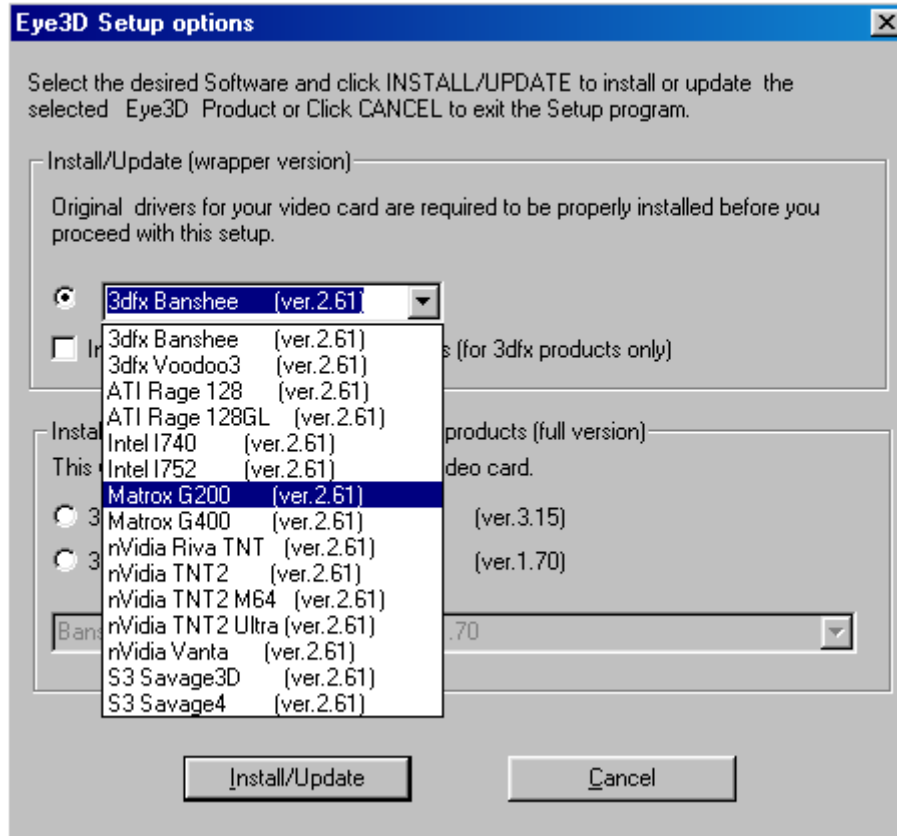 Eye3D Setup options
Select the desired Software and click INSTALL/UPDATE to install or update the
selected Eye3D Product or Click CANCEL to exit the Setup program.
Install/Update (wrapper version)
Original drivers for your video card are required to be properly installed before you
proceed with this setup.
3dfx Banshee (ver.2.61)
3dfx Banshee (ver.2.61)
3dfx Voodoo3 (ver.2.61)
(for 3dfx products only)
ATI Rage 128 (ver.2.61)
ATI Rage 128GL (ver.2.61)
products (full version)
Intel I740 (ver.2.61)
This
Intel I752 (ver.2.61)
card.
Matrox G200 (ver.2.61)
3
(ver.3.15)
Matrox G400 (ver.2.61)
nVidia Riva TNT (ver.2.61)
3
(ver.1.70)
nVidia TNT2 (ver.2.61)
nVidia TNT2 M64 (ver.2.61)
nVidia TNT2 Ultra (ver.2.61)
.70
nVidia Vanta (ver.2.61)
S3 Savage3D (ver.2.61)
S3 Savage4 (ver.2.61)
Install/Update
Cancel